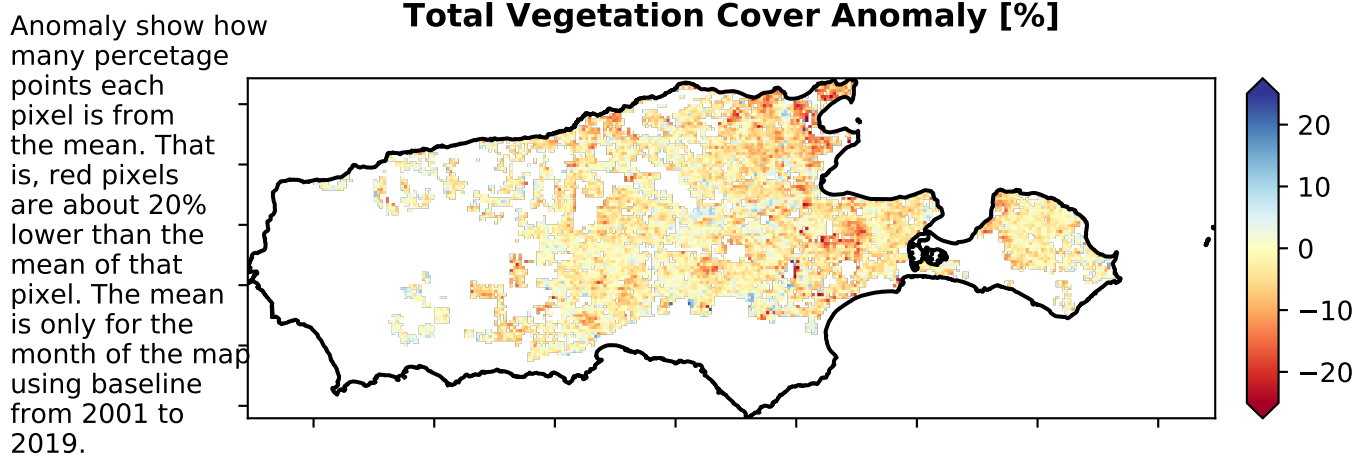 Total Vegetation Cover Anomaly [%]
Anomaly show how
many percetage
points each
pixel is from
the mean. That
is, red pixels
are about 20%
lower than the
mean of that
pixel. The mean
is only for the
month of the map
using baseline
from 2001 to
2019.
20
10
0
−10
−20